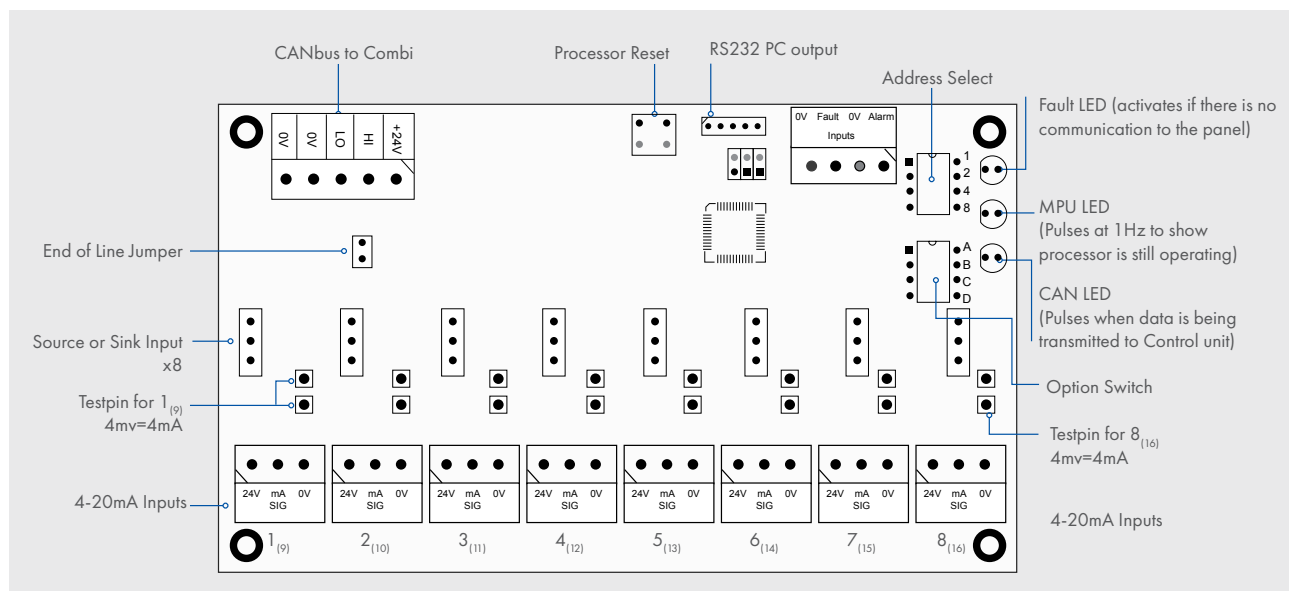 CANbus to Combi
Processor Reset
RS232 PC output
Address Select
Fault LED (activates if there is no
communication to the panel)
0V
0V
LO
HI
+24V
0V Fault 0V Alarm
Inputs
1
2
4
8
MPU LED
(Pulses at 1Hz to show
processor is still operating)
End of Line Jumper
A
B
C
D
CAN LED
(Pulses when data is being
transmitted to Control unit)
Source or Sink Input
x8
Option Switch
Testpin for 1(9)
4mv=4mA
Testpin for 8(16)
4mv=4mA
4-20mA Inputs
24V mA 0V
SIG
24V mA 0V
SIG
24V mA 0V
SIG
24V mA 0V
SIG
24V mA 0V
SIG
24V mA 0V
SIG
24V mA 0V
SIG
24V mA 0V
SIG
4-20mA Inputs
1(9) 2(10) 3(11) 4(12) 5(13) 6(14) 7(15) 8(16)